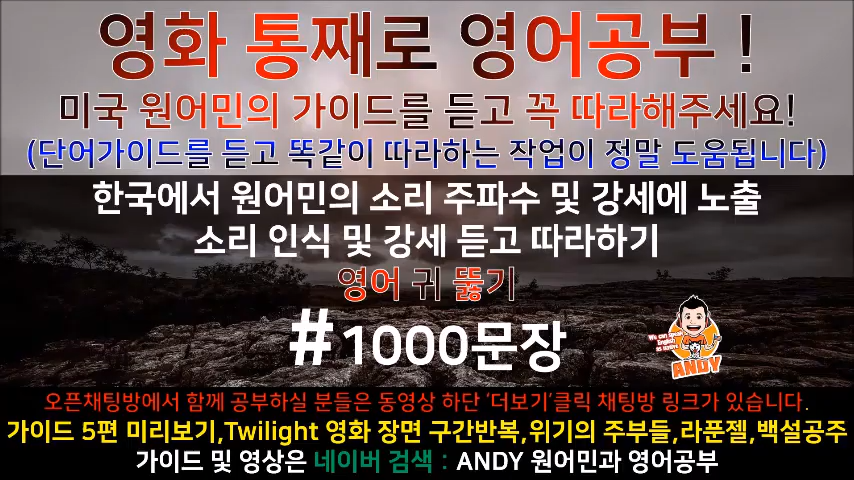 영화 통째로 영어공부 !
미국 원어민의 가이드를 듣고 꼭 따라해주세요!
(단어가이드를 듣고 똑같이 따라하는 작업이 정말 도움됩니다)
한국에서 원어민의 소리 주파수 및 강세에 노출
소리 인식 및 강세 듣고 따라하기
영어 귀 뚫기
#1000문장
We can speak
English
as native
ANDY
오픈채팅방에서 함께 공부하실 분들은 동영상 하단 '더보기'클릭 채팅방 링크가 있습니다.
가이드 5편 미리보기,Twilight 영화 장면 구간반복,위기의 주부들,라푼젤,백설공주
가이드 및 영상은 네이버 검색 : ANDY 원어민과 영어공부